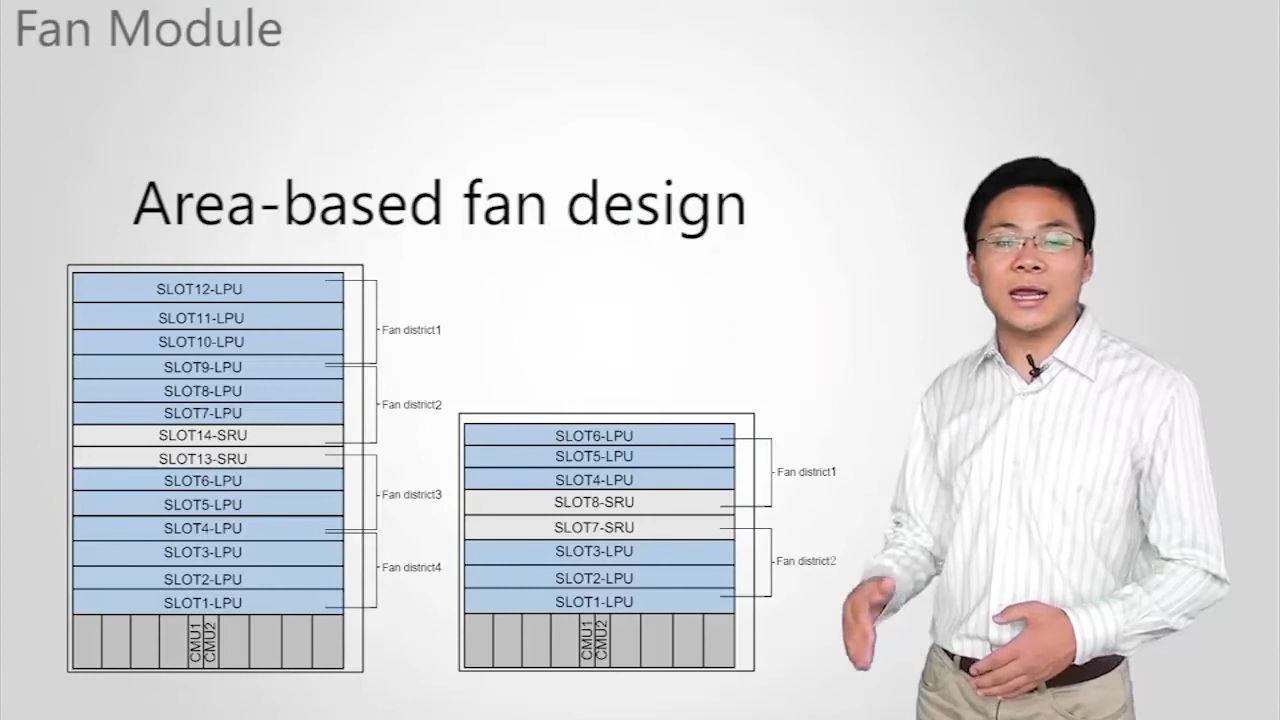 Fan Module
Area-based fan design
SLOT12-LPU
SLOT11-LPU
SLOT10-LPU
Fan district1
SLOT9-LPU
SLOT8-LPU
SLOT7-LPU
Fan district2
SLOT14-SRU
SLOT13-SRU
SLOT6-LPU
SLOT5-LPU
Fan district3
SLOT4-LPU
SLOT3-LPU
SLOT2-LPU
Fan district4
SLOT1-LPU
CMU1
CMU2
SLOT6-LPU
SLOT5-LPU
SLOT4-LPU
Fan district1
SLOT8-SRU
SLOT7-SRU
SLOT3-LPU
SLOT2-LPU
Fan district2
SLOT1-LPU
CMU1
CMU2